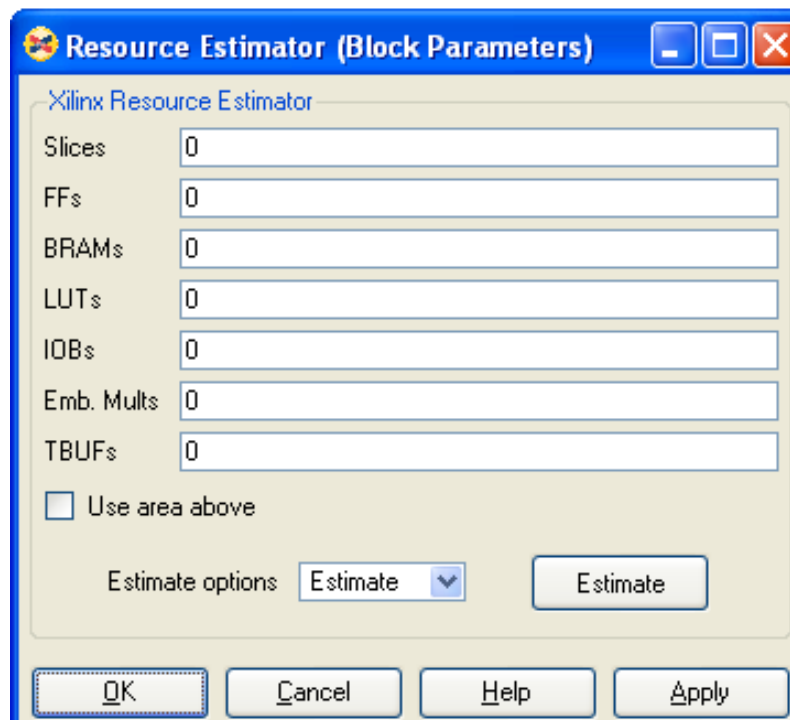 Resource Estimator (Block Parameters)
Xilinx Resource Estimator
Slices 0
FFs 0
BRAMs 0
LUTs 0
IOBs 0
Emb. Mults 0
TBUFs 0
Use area above
Estimate options Estimate Estimate
OK Cancel Help Apply